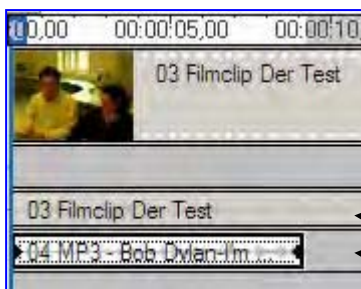 00,00 00:00:05,00 00:00:10,
03 Filmclip Der Test
03 Filmclip Der Test
04 MP3 - Bob Dylan-I'm .....